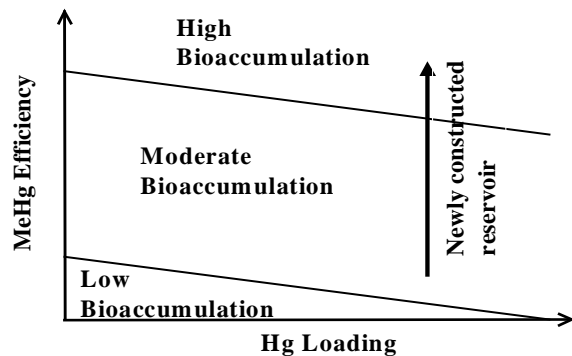 High
Bioaccumulation
MeHg Efficiency
Moderate
Bioaccumulation
Newly constructed
reservoir
Low
Bioaccumulation
Hg Loading